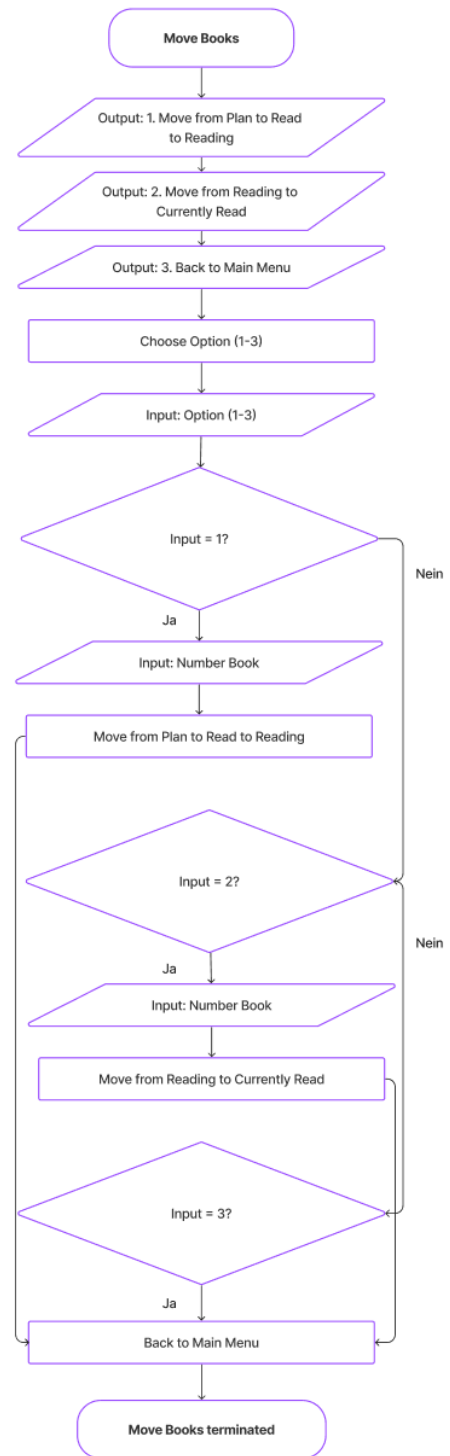 Move Books
Output: 1. Move from Plan to Read
to Reading
Output: 2. Move from Reading to
Currently Read
Output: 3. Back to Main Menu
Choose Option (1-3)
Input: Option (1-3)
Input = 1?
Nein
Ja
Input: Number Book
Move from Plan to Read to Reading
Input = 2?
Nein
Ja
Input: Number Book
Move from Reading to Currently Read
Input = 3?
Ja
Back to Main Menu
Move Books terminated